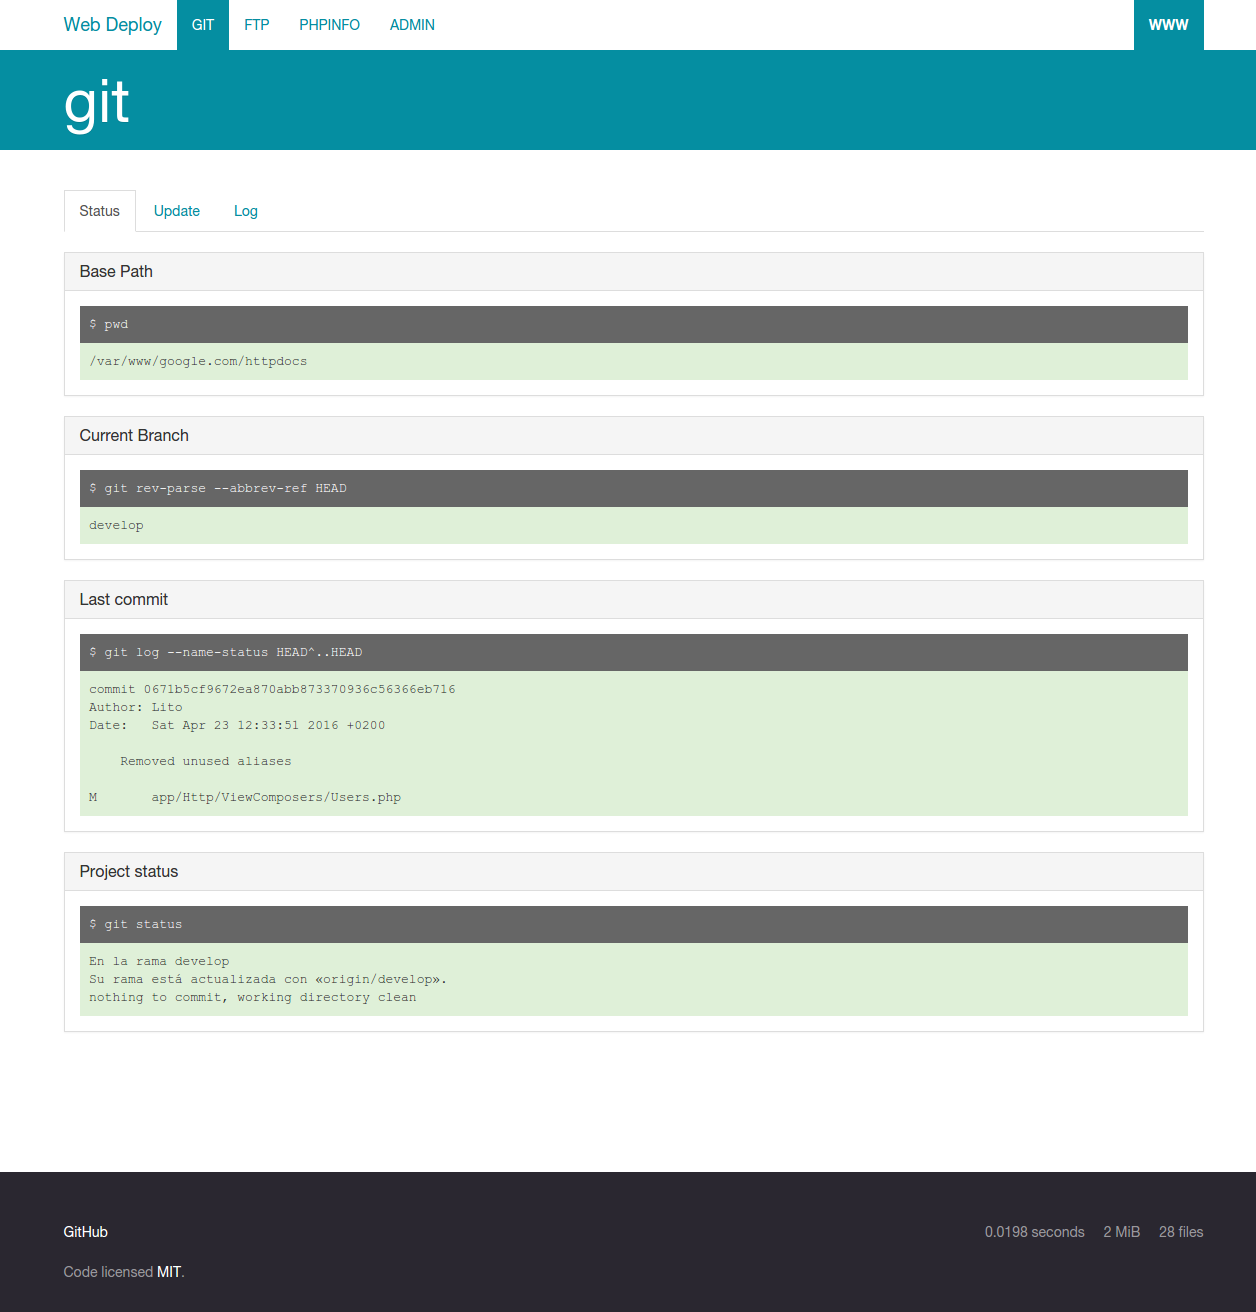 Web Deploy GIT FTP PHPINFO ADMIN WWW
git
Status Update Log
Base Path
$ pwd
/var/www/google.com/httpdocs
Current Branch
$ git rev-parse --abbrev-ref HEAD
develop
Last commit
$ git log --name-status HEAD^..HEAD
commit 0671b5cf9672ea870abb873370936c56366eb716
Author: Lito
Date:   Sat Apr 23 12:33:51 2016 +0200
    Removed unused aliases
M       app/Http/ViewComposers/Users.php
Project status
$ git status
En la rama develop
Su rama está actualizada con «origin/develop».
nothing to commit, working directory clean
GitHub 0.0198 seconds 2 MiB 28 files
Code licensed MIT.